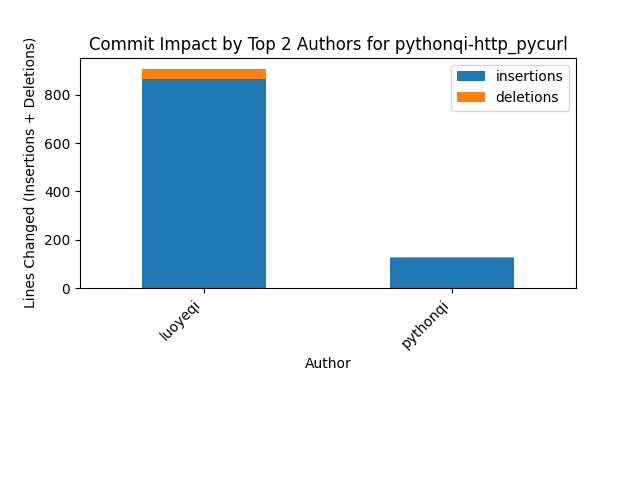 Commit Impact by Top 2 Authors for pythonqi-http_pycurl
Lines Changed (Insertions + Deletions)
800
600
400
200
0
insertions
deletions
luoyeqi
pythonqi
Author